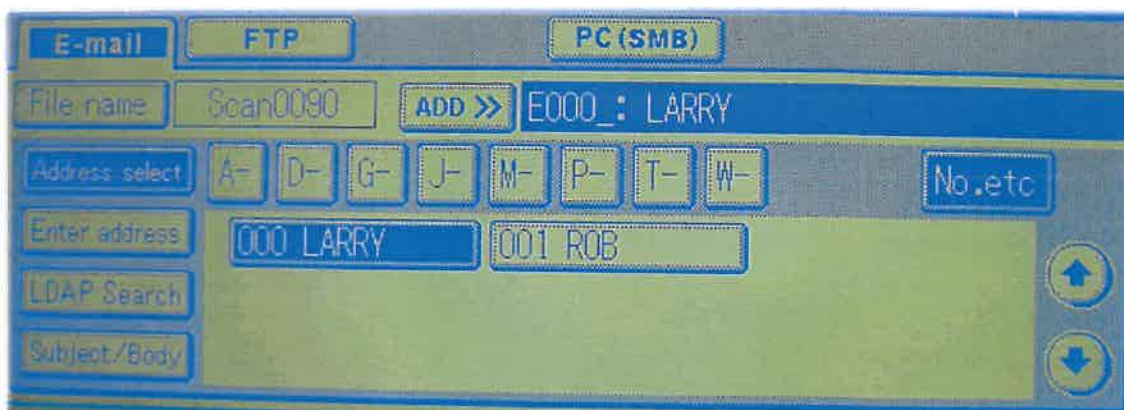 E-mail FTP PC(SMB)
File name Scan0090 ADD >> E000_: LARRY
Address select A- D- G- J- M- P- T- W- No.etc
Enter address 000 LARRY 001 ROB
LDAP Search
Subject/Body